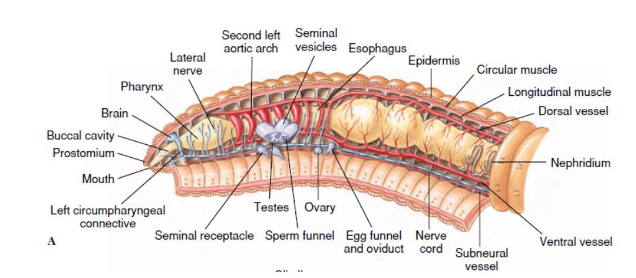 Second left
aortic arch
Seminal
vesicles
Esophagus
Epidermis
Lateral
nerve
Circular muscle
Pharynx
Longitudinal muscle
Dorsal vessel
Brain
Buccal cavity
Prostomium
Nephridium
Mouth
Left circumpharyngeal
connective
Testes
Ovary
A
Seminal receptacle
Sperm funnel
Egg funnel
and oviduct
Nerve
cord
Ventral vessel
Subneural
vessel